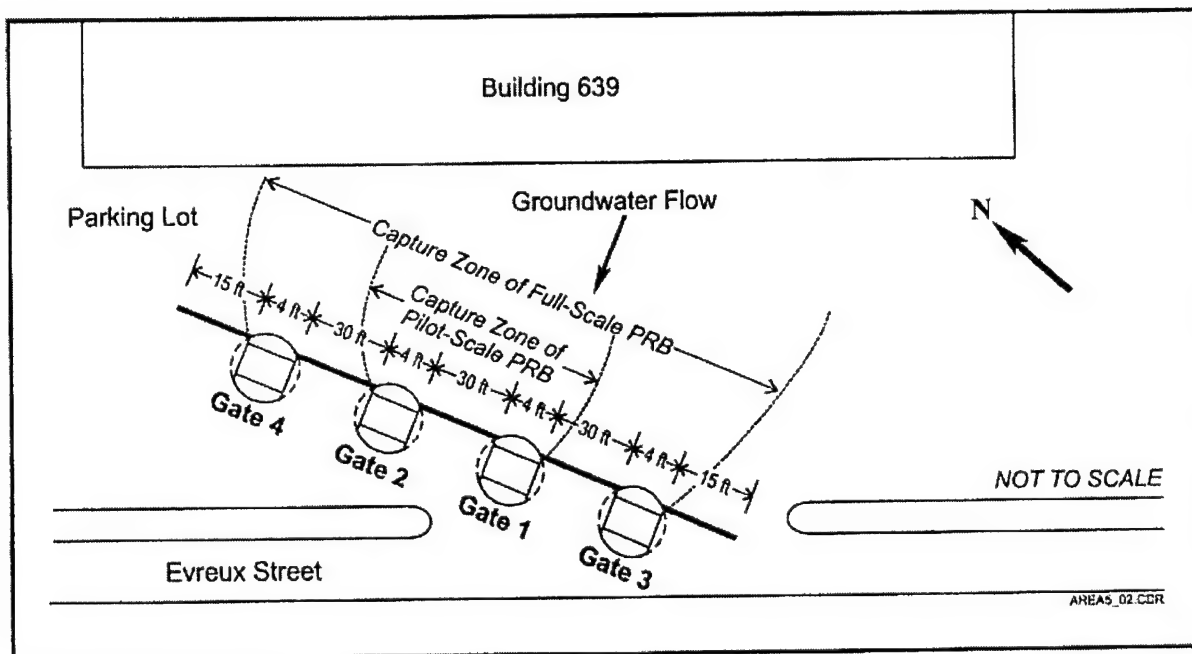 Building 639
Parking Lot
Groundwater Flow
N
Capture Zone of Full-Scale PRB
Capture Zone of
Pilot-Scale PRB
15 ft
4 ft
30 ft
4 ft
30 ft
4 ft
30 ft
4 ft
15 ft
Gate 4
Gate 2
Gate 1
Gate 3
NOT TO SCALE
Evreux Street
AREA5_02.CDR